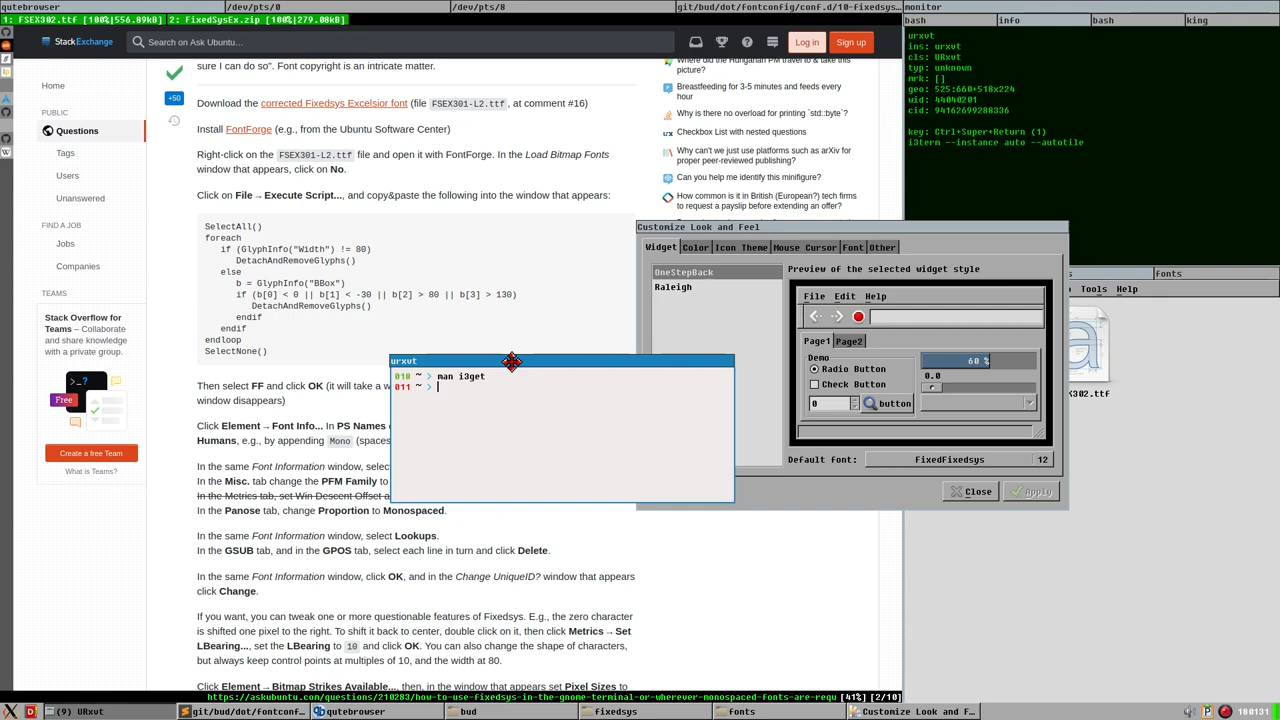 qutebrowser
/dev/pts/0
/dev/pts/8
git/bud/dot/fontconfig/conf.d/10-fixedsys…
monitor
1: FSEX302.ttf [100%|556.89kB]
2: FixedSysEx.zip [100%|279.08kB]
bash
info
bash
king
StackExchange
Search on Ask Ubuntu…
Log in
Sign up
urxvt
ins: urxvt
cls: URxvt
typ: unknown
mrk: []
geo: 525:660+518x224
wid: 44040201
cid: 94162699288336
key: Ctrl+Super+Return (1)
i3term --instance auto --autotile
Home
PUBLIC
Questions
Tags
Users
Unanswered
FIND A JOB
Jobs
Companies
TEAMS
Stack Overflow for
Teams – Collaborate
and share knowledge
with a private group.
>_?
Free
Create a free Team
What is Teams?
+50
sure I can do so". Font copyright is an intricate matter.
Download the corrected Fixedsys Excelsior font (file FSEX301-L2.ttf , at comment #16)
Install FontForge (e.g., from the Ubuntu Software Center)
Right-click on the FSEX301-L2.ttf file and open it with FontForge. In the Load Bitmap Fonts
window that appears, click on No.
Click on File→Execute Script..., and copy&paste the following into the window that appears:
SelectAll()
foreach
if (GlyphInfo("Width") != 80)
DetachAndRemoveGlyphs()
else
b = GlyphInfo("BBox")
if (b[0] < 0 || b[1] < -30 || b[2] > 80 || b[3] > 130)
DetachAndRemoveGlyphs()
endif
endif
endloop
SelectNone()
Then select FF and click OK (it will take a w
window disappears)
Click Element→Font Info... In PS Names
Humans, e.g., by appending Mono (spaces
In the same Font Information window, selec
In the Misc. tab change the PFM Family to
In the Metrics tab, set Win Descent Offset a
In the Panose tab, change Proportion to Monospaced.
In the same Font Information window, select Lookups.
In the GSUB tab, and in the GPOS tab, select each line in turn and click Delete.
In the same Font Information window, click OK, and in the Change UniqueID? window that appears
click Change.
If you want, you can tweak one or more questionable features of Fixedsys. E.g., the zero character
is shifted one pixel to the right. To shift it back to center, double click on it, then click Metrics→Set
LBearing..., set the LBearing to 10 and click OK. You can also change the shape of characters,
but always keep control points at multiples of 10, and the width at 80.
Click Element→Bitmap Strikes Available..., then, in the window that appears set Pixel Sizes to
Where did the Hungarian PM travel to & take this
picture?
Breastfeeding for 3-5 minutes and feeds every
hour
Why is there no overload for printing `std::byte`?
Checkbox List with nested questions
Why can't we just use platforms such as arXiv for
proper peer-reviewed publishing?
Can you help me identify this minifigure?
How common is it in British (European?) tech firms
to request a payslip before extending an offer?
Customize Look and Feel
Widget
Color
Icon Theme
Mouse Cursor
Font
Other
OneStepBack
Raleigh
Preview of the selected widget style
File
Edit
Help
Page1
Page2
Demo
Radio Button
Check Button
0
button
60 %
0.0
Default font:
FixedFixedsys
12
Close
Apply
s
fonts
Tools
Help
a
02.ttf
urxvt
010 ~ > man i3get
011 ~ >
https://askubuntu.com/questions/210283/how-to-use-fixedsys-in-the-gnome-terminal-or-wherever-monospaced-fonts-are-requ [41%] [2/10]
(9) URxvt
git/bud/dot/fontconf…
qutebrowser
bud
fixedsys
fonts
Customize Look and F…
180131